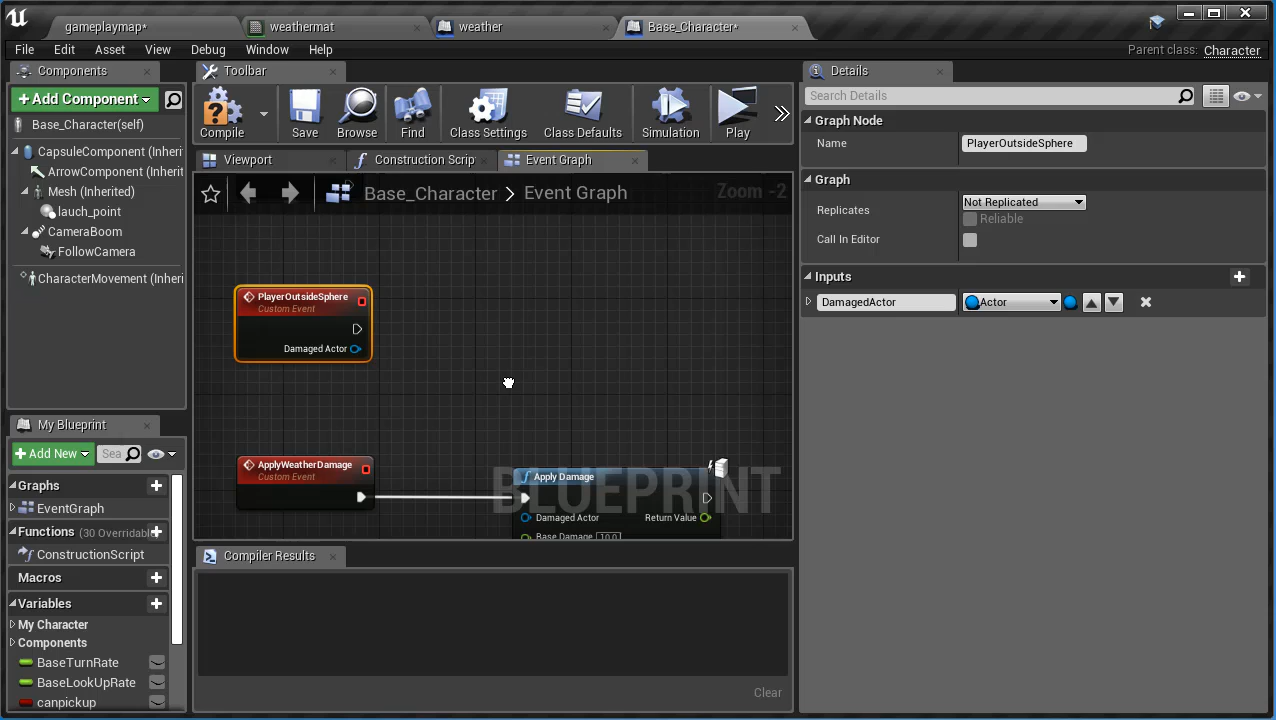 gameplaymap*
weathermat
weather
Base_Character*
File Edit Asset View Debug Window Help
Parent class: Character
Components
Toolbar
Details
+ Add Component
Compile
Save
Browse
Find
Class Settings
Class Defaults
Simulation
Play
Search Details
Base_Character(self)
CapsuleComponent (Inheri
ArrowComponent (Inherit
Mesh (Inherited)
lauch_point
CameraBoom
FollowCamera
CharacterMovement (Inheri
Viewport
Construction Scrip
Event Graph
Base_Character > Event Graph
Zoom -2
PlayerOutsideSphere
Custom Event
Damaged Actor
ApplyWeatherDamage
Custom Event
Apply Damage
Damaged Actor
Return Value
Base Damage 10.0
BLUEPRINT
Graph Node
Name
PlayerOutsideSphere
Graph
Replicates
Not Replicated
Reliable
Call In Editor
Inputs
DamagedActor
Actor
My Blueprint
+ Add New
Sea
Graphs
EventGraph
Functions (30 Overridab
ConstructionScript
Macros
Variables
My Character
Components
BaseTurnRate
BaseLookUpRate
canpickup
Compiler Results
Clear